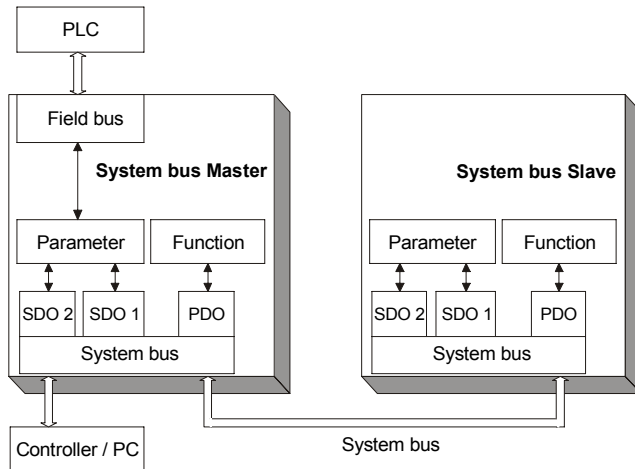 PLC
Field bus
System bus Master
Parameter
Function
SDO 2
SDO 1
PDO
System bus
Controller / PC
System bus Slave
Parameter
Function
SDO 2
SDO 1
PDO
System bus
System bus